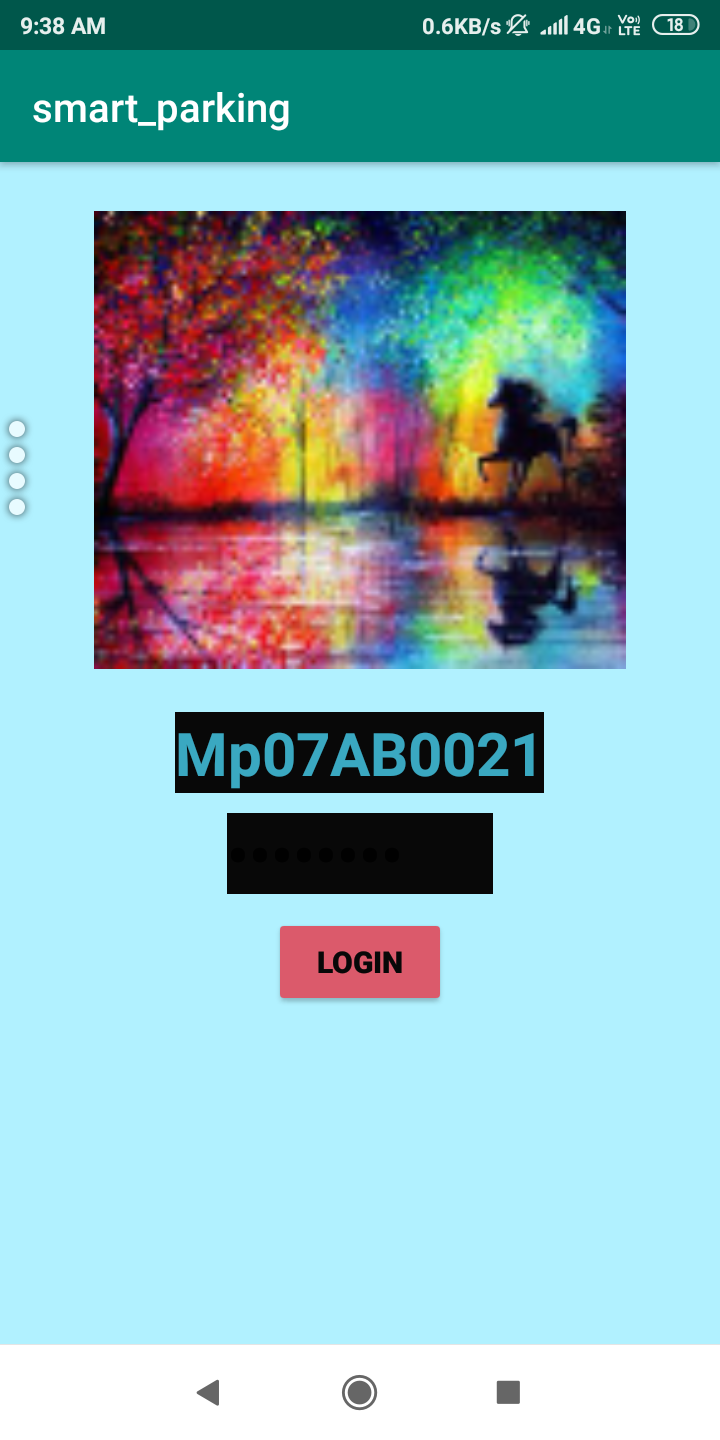 9:38 AM 0.6KB/s 4G Vo) LTE 18
smart_parking
Mp07AB0021
••••••••
LOGIN